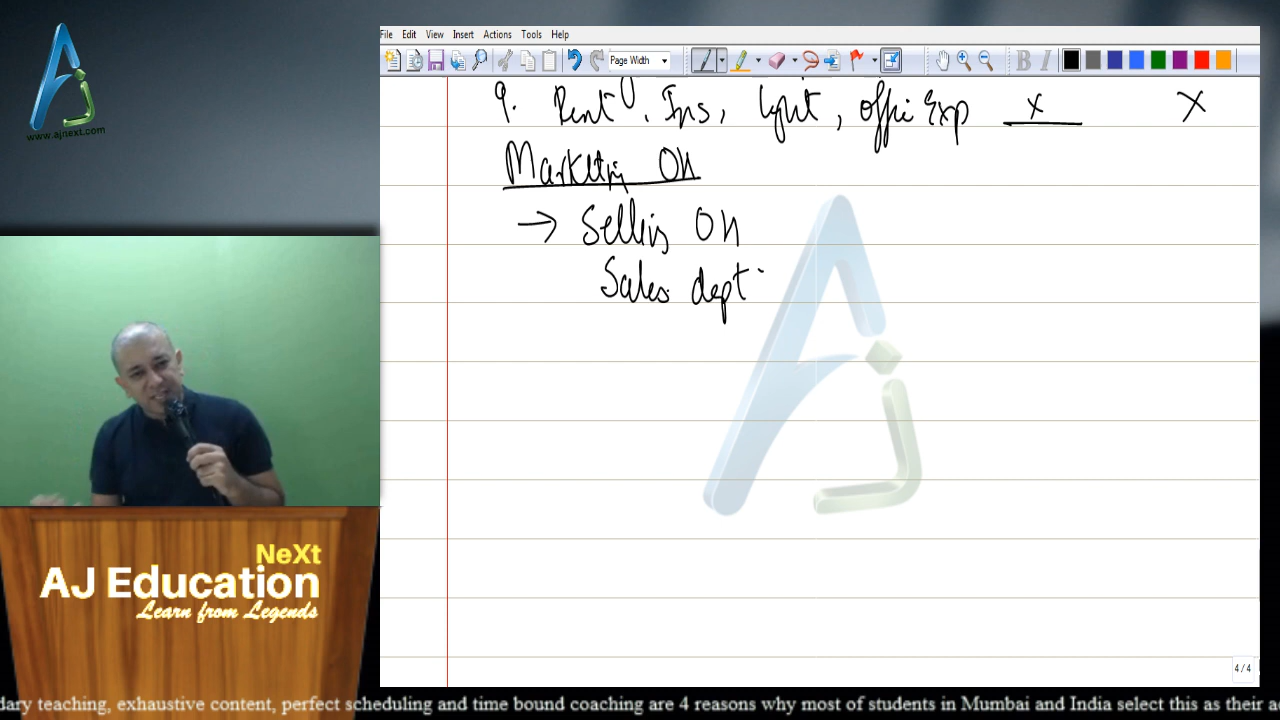 www.ajnext.com
File Edit View Insert Actions Tools Help
Page Width
B I
9. Rent, Ins, light, offic Exp x X
Marketing OH
→ Selling OH
Sales dept
NeXt
AJ Education
Learn from Legends
4/4
dary teaching, exhaustive content, perfect scheduling and time bound coaching are 4 reasons why most of students in Mumbai and India select this as their a